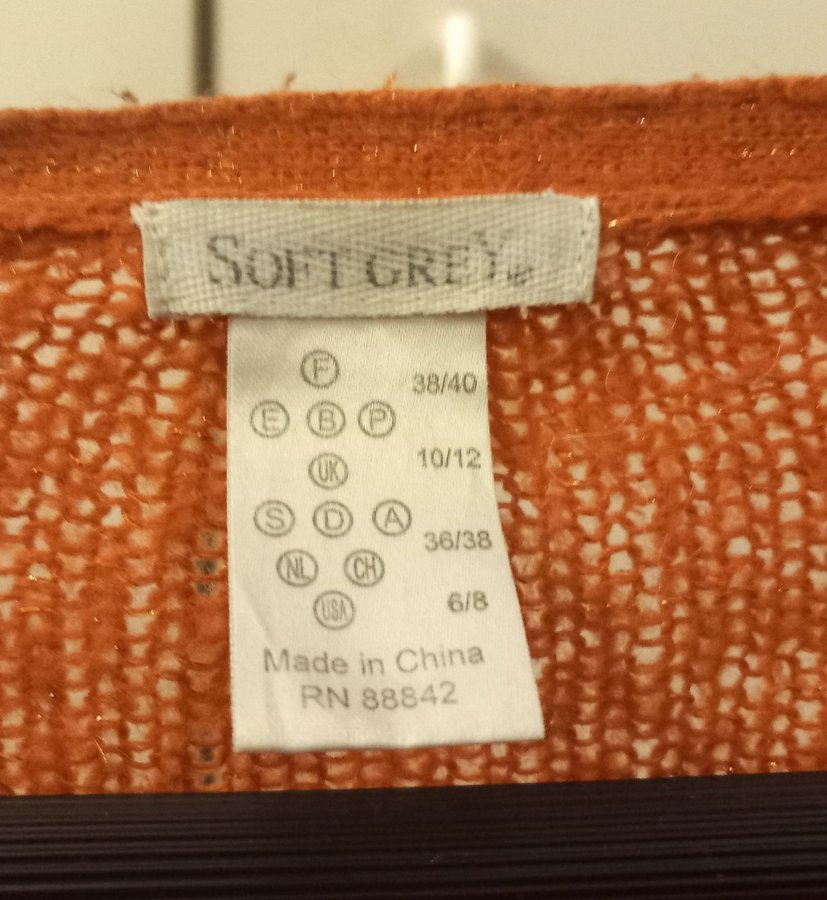 SOFT GREY
F 38/40
E B P
UK 10/12
S D A 36/38
NL CH
USA 6/8
Made in China
RN 88842